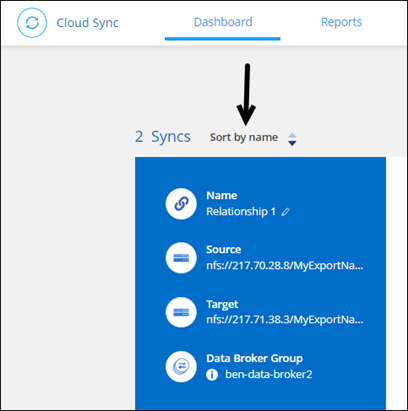 Cloud Sync
Dashboard
Reports
2 Syncs
Sort by name
Name
Relationship 1
Source
nfs://217.70.28.8/MyExportNa...
Target
nfs://217.71.38.3/MyExportNa...
Data Broker Group
ben-data-broker2